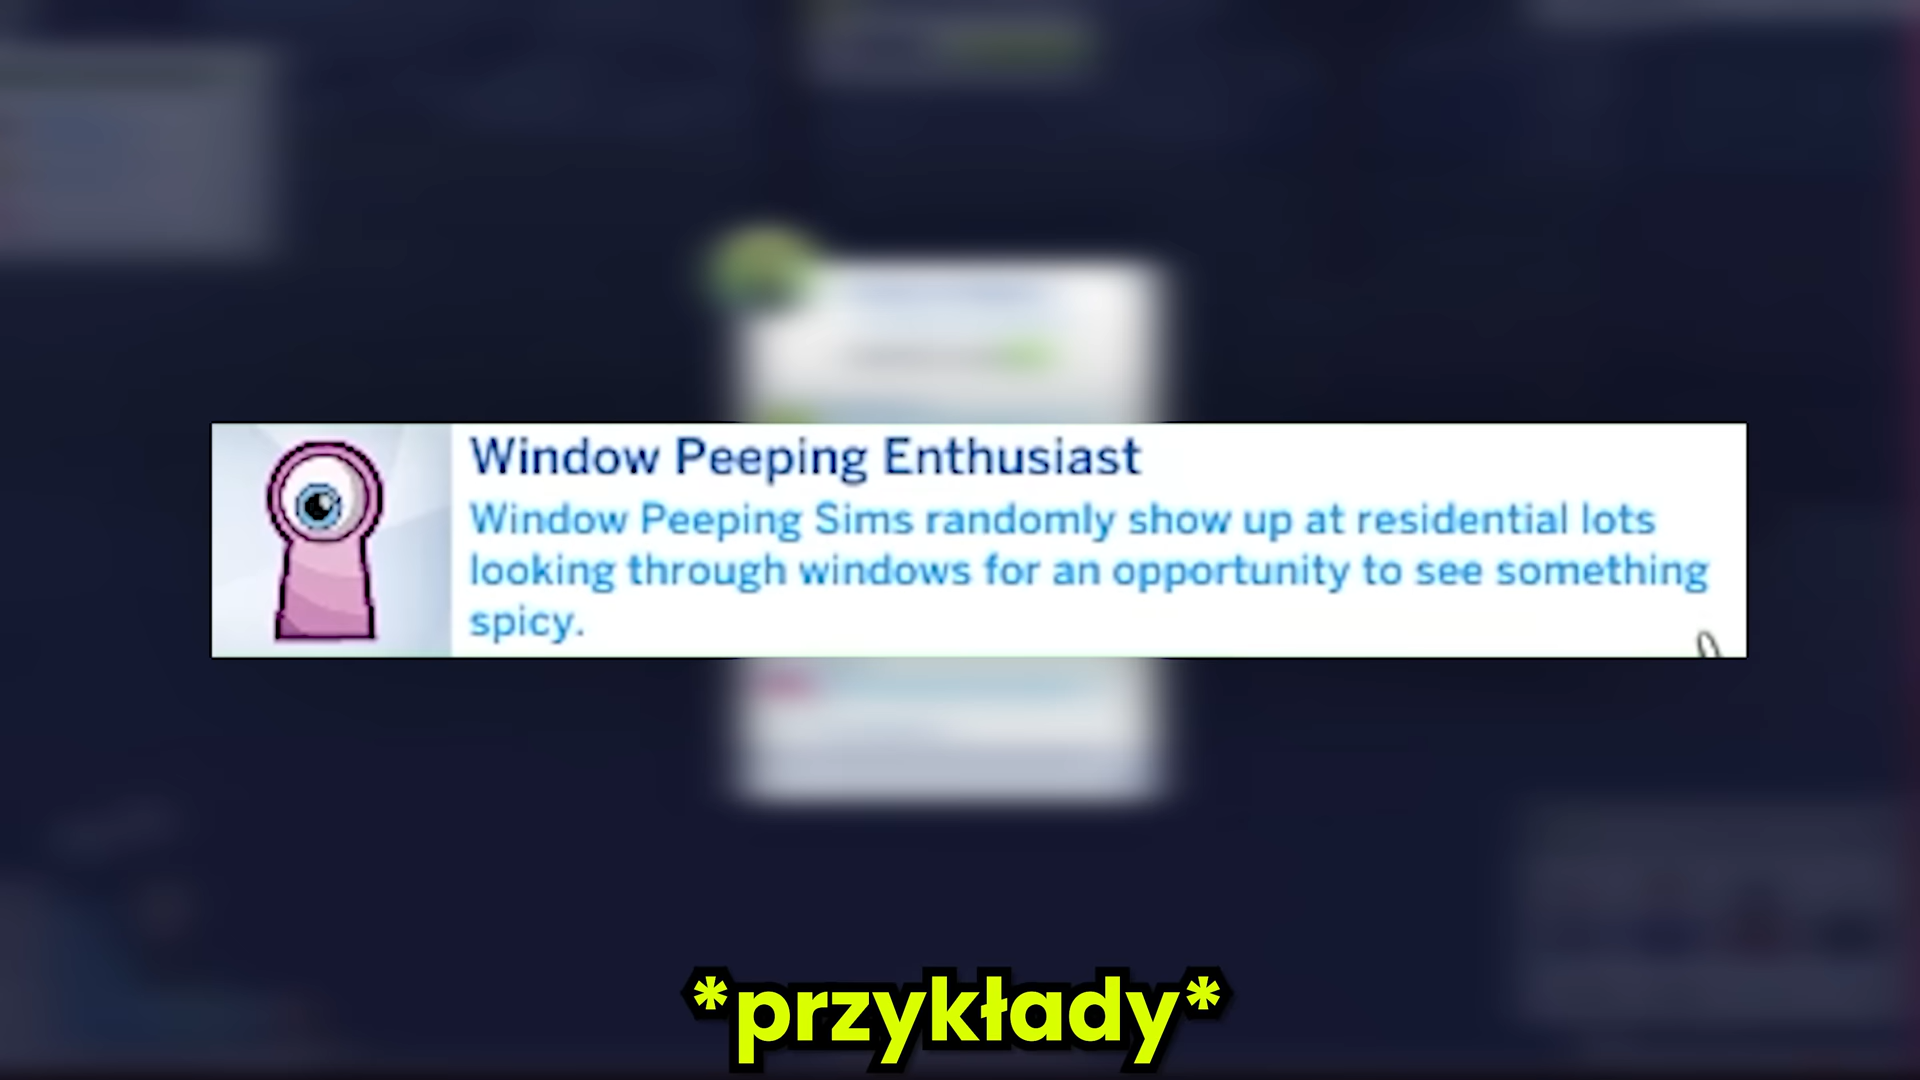 Window Peeping Enthusiast
Window Peeping Sims randomly show up at residential lots
looking through windows for an opportunity to see something
spicy.
*przykłady*